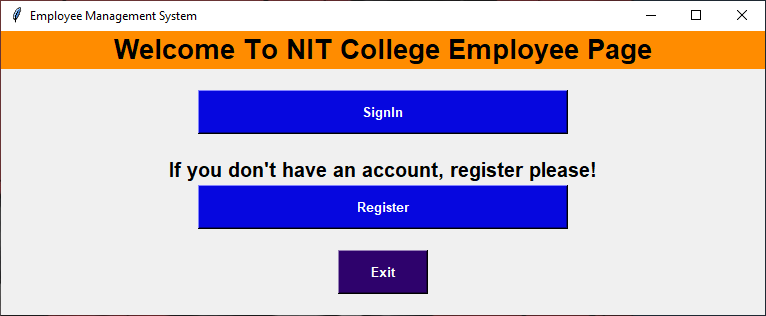 Employee Management System
Welcome To NIT College Employee Page
SignIn
If you don't have an account, register please!
Register
Exit